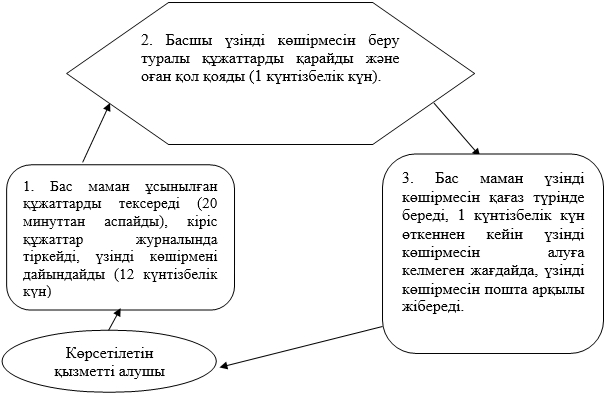 2. Басшы үзінді көшірмесін беру
туралы құжаттарды қарайды және
оған қол қояды (1 күнтізбелік күн).
1. Бас маман ұсынылған
құжаттарды тексереді (20
минуттан аспайды), кіріс
құжаттар журналында
тіркейді, үзінді көшірмені
дайындайды (12 күнтізбелік
күн)
3. Бас маман үзінді
көшірмесін қағаз түрінде
береді, 1 күнтізбелік күн
өткеннен кейін үзінді
көшірмесін алуға
келмеген жағдайда, үзінді
көшірмесін пошта арқылы
жібереді.
Көрсетілетін
қызметті алушы